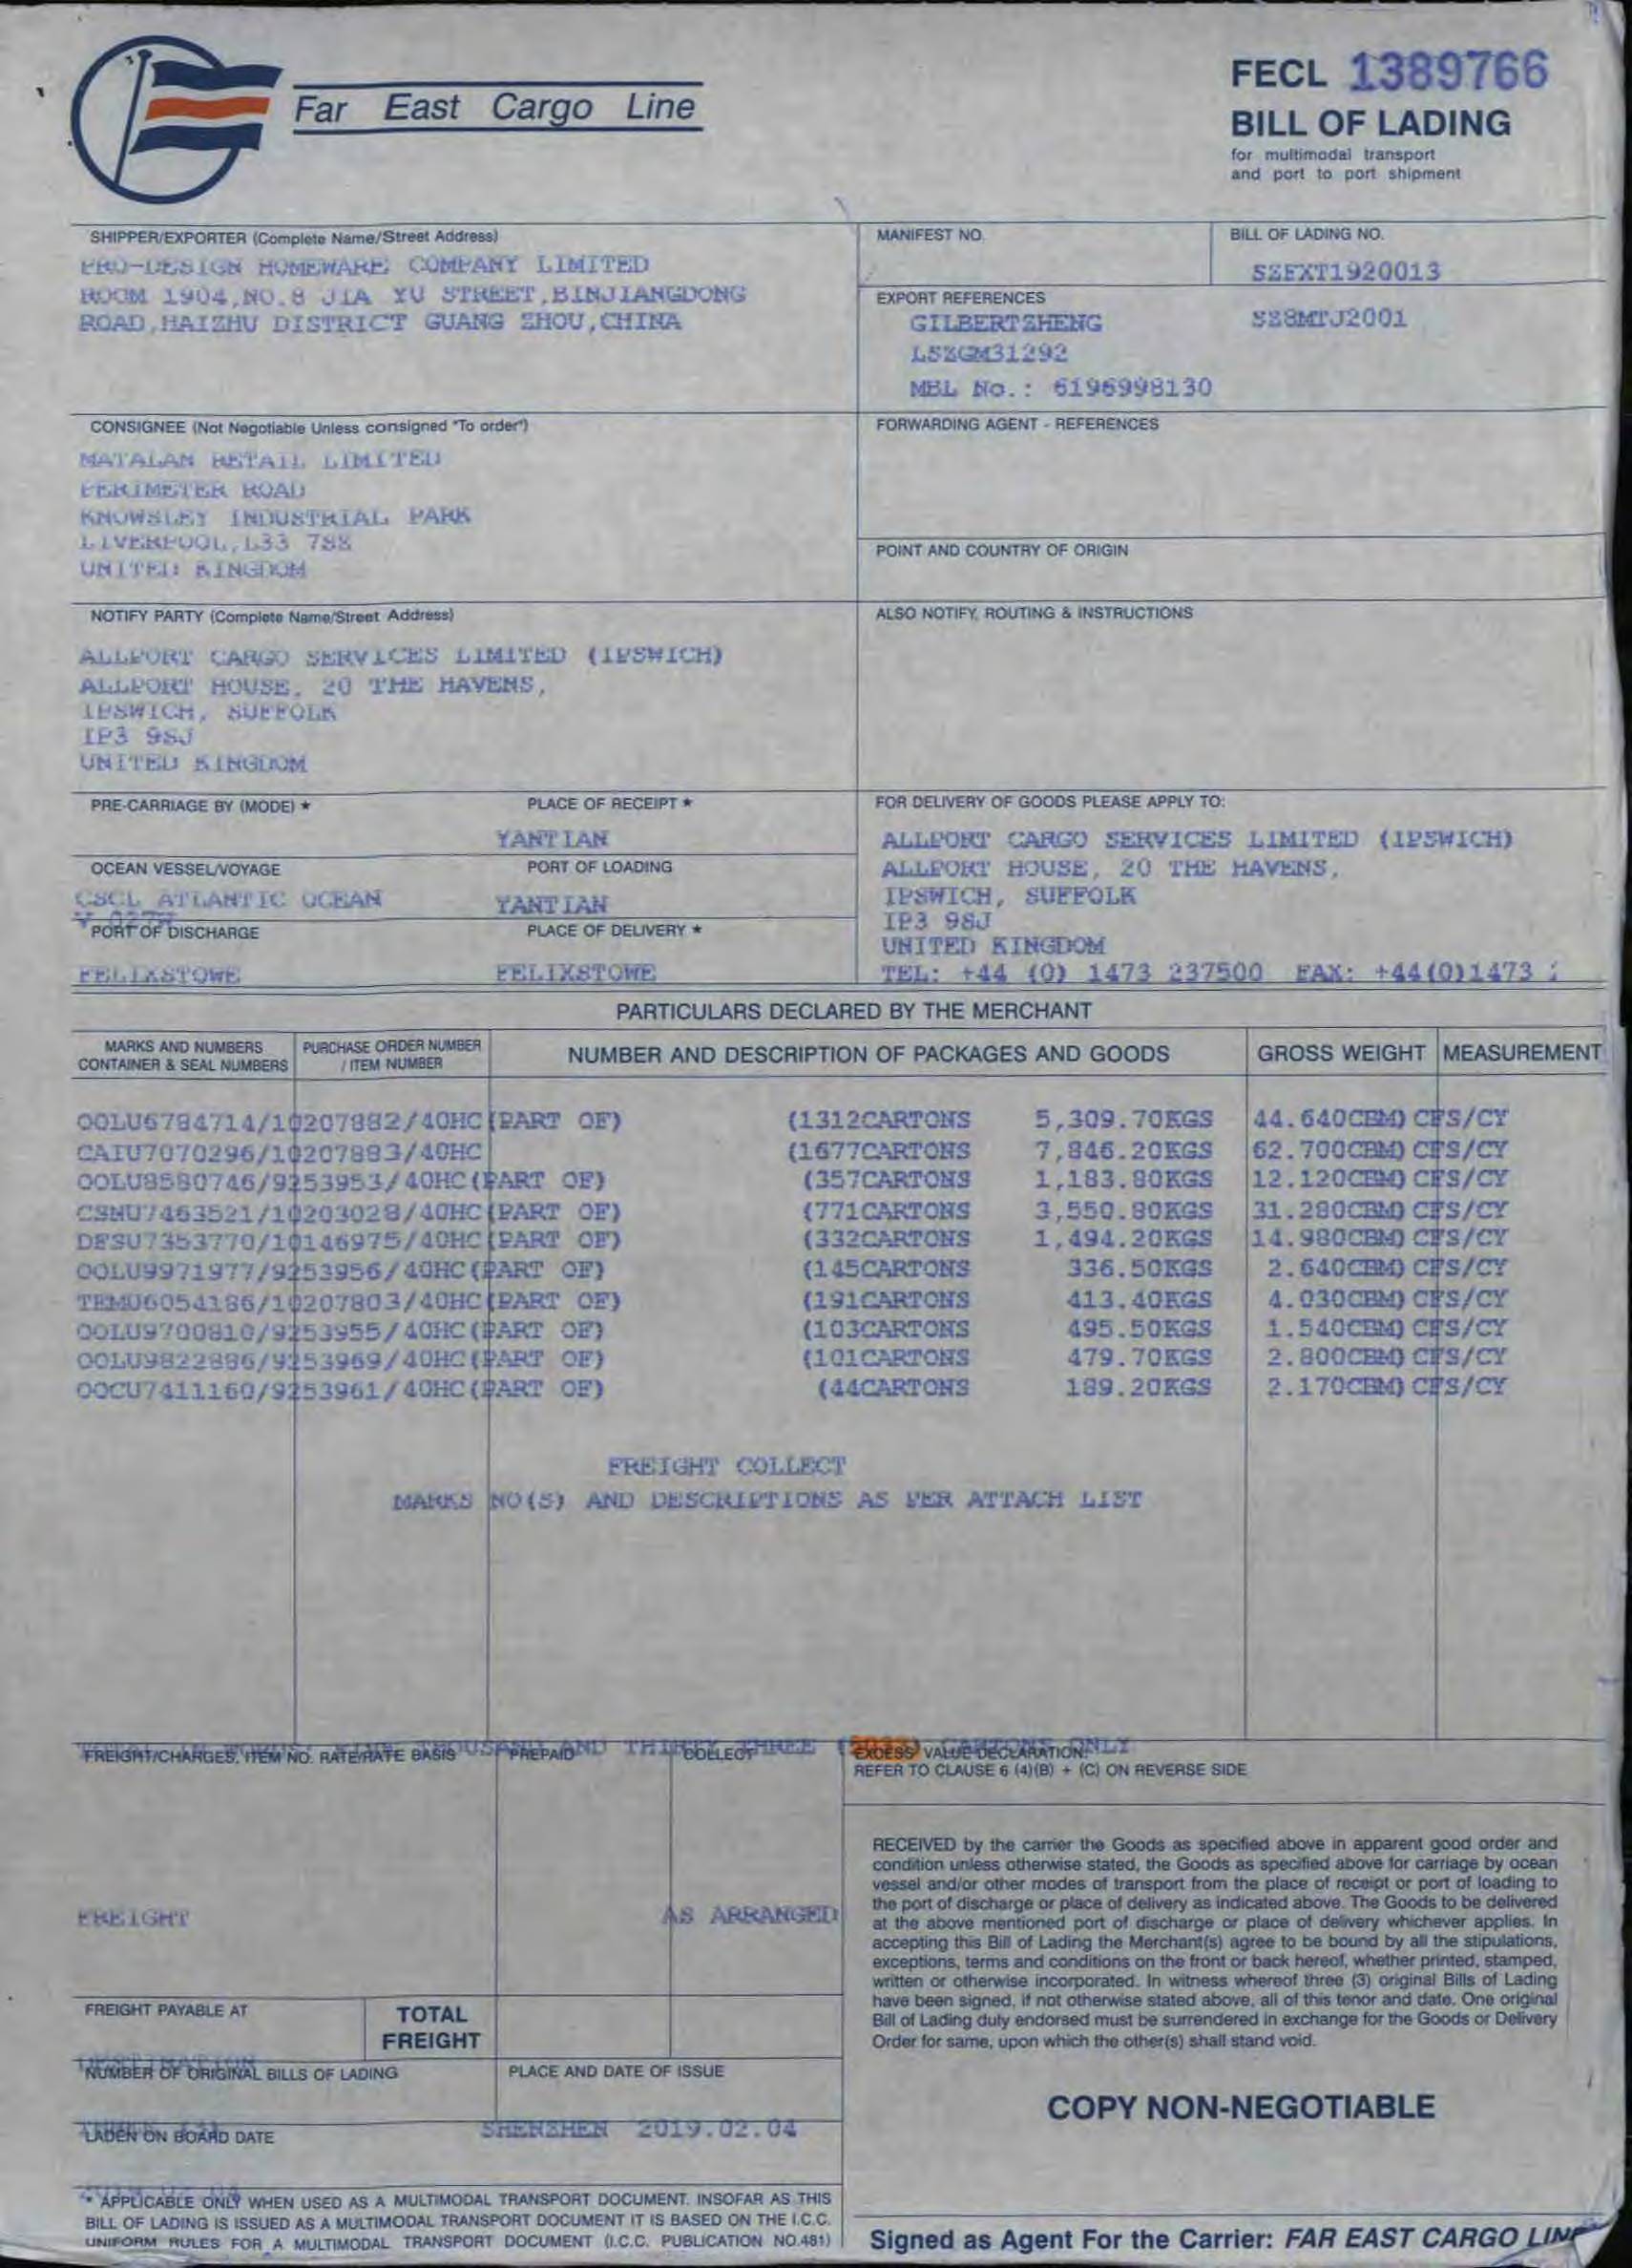 Far East Cargo Line
FECL 1389766
BILL OF LADING
for multimodal transport
and port to port shipment
SHIPPER/EXPORTER (Complete Name/Street Address)
PRO-DESIGN HOMEWARE COMPANY LIMITED
ROOM 1904,NO.8 JIA YU STREET,BINJIANGDONG
ROAD,HAIZHU DISTRICT GUANG ZHOU,CHINA
MANIFEST NO.
BILL OF LADING NO.
SZFXT1920013
EXPORT REFERENCES
GILBERTZHENG SZ8MTJ2001
LSZGM31292
MBL No.: 6196998130
CONSIGNEE (Not Negotiable Unless consigned "To order")
MATALAN RETAIL LIMITED
PERIMETER ROAD
KNOWSLEY INDUSTRIAL PARK
LIVERPOOL,L33 7SZ
UNITED KINGDOM
FORWARDING AGENT - REFERENCES
POINT AND COUNTRY OF ORIGIN
NOTIFY PARTY (Complete Name/Street Address)
ALLPORT CARGO SERVICES LIMITED (IPSWICH)
ALLPORT HOUSE, 20 THE HAVENS,
IPSWICH, SUFFOLK
IP3 9SJ
UNITED KINGDOM
ALSO NOTIFY, ROUTING & INSTRUCTIONS
PRE-CARRIAGE BY (MODE) ★
PLACE OF RECEIPT ★
YANTIAN
OCEAN VESSEL/VOYAGE
CSCL ATLANTIC OCEAN
PORT OF LOADING
YANTIAN
PORT OF DISCHARGE
FELIXSTOWE
PLACE OF DELIVERY ★
FELIXSTOWE
FOR DELIVERY OF GOODS PLEASE APPLY TO:
ALLPORT CARGO SERVICES LIMITED (IPSWICH)
ALLPORT HOUSE, 20 THE HAVENS,
IPSWICH, SUFFOLK
IP3 9SJ
UNITED KINGDOM
TEL: +44 (0) 1473 237500 FAX: +44(0)1473
PARTICULARS DECLARED BY THE MERCHANT
MARKS AND NUMBERS
CONTAINER & SEAL NUMBERS
PURCHASE ORDER NUMBER
/ ITEM NUMBER
NUMBER AND DESCRIPTION OF PACKAGES AND GOODS
GROSS WEIGHT
MEASUREMENT
OOLU6784714/10207882/40HC(PART OF) (1312CARTONS 5,309.70KGS 44.640CBM) CFS/CY
CAIU7070296/10207883/40HC (1677CARTONS 7,846.20KGS 62.700CBM) CFS/CY
OOLU8580746/9253953/40HC(PART OF) (357CARTONS 1,183.80KGS 12.120CBM) CFS/CY
CSNU7463521/10203028/40HC(PART OF) (771CARTONS 3,550.80KGS 31.280CBM) CFS/CY
DFSU7353770/10146975/40HC(PART OF) (332CARTONS 1,494.20KGS 14.980CBM) CFS/CY
OOLU9971977/9253956/40HC(PART OF) (145CARTONS 336.50KGS 2.640CBM) CFS/CY
TEMU6054186/10207803/40HC(PART OF) (191CARTONS 413.40KGS 4.030CBM) CFS/CY
OOLU9700810/9253955/40HC(PART OF) (103CARTONS 495.50KGS 1.540CBM) CFS/CY
OOLU9822886/9253969/40HC(PART OF) (101CARTONS 479.70KGS 2.800CBM) CFS/CY
OOCU7411160/9253961/40HC(PART OF) (44CARTONS 189.20KGS 2.170CBM) CFS/CY
FREIGHT COLLECT
MARKS NO(S) AND DESCRIPTIONS AS PER ATTACH LIST
THOUSAND AND THIRTY THREE (5033) CARTONS ONLY
FREIGHT/CHARGES, ITEM NO. RATE/RATE BASIS
PREPAID
COLLECT
EXCESS VALUE DECLARATION:
REFER TO CLAUSE 6 (4)(B) + (C) ON REVERSE SIDE
FREIGHT AS ARRANGED
RECEIVED by the carrier the Goods as specified above in apparent good order and
condition unless otherwise stated, the Goods as specified above for carriage by ocean
vessel and/or other modes of transport from the place of receipt or port of loading to
the port of discharge or place of delivery as indicated above. The Goods to be delivered
at the above mentioned port of discharge or place of delivery whichever applies. In
accepting this Bill of Lading the Merchant(s) agree to be bound by all the stipulations,
exceptions, terms and conditions on the front or back hereof, whether printed, stamped,
written or otherwise incorporated. In witness whereof three (3) original Bills of Lading
have been signed, if not otherwise stated above, all of this tenor and date. One original
Bill of Lading duly endorsed must be surrendered in exchange for the Goods or Delivery
Order for same, upon which the other(s) shall stand void.
FREIGHT PAYABLE AT
DESTINATION
TOTAL
FREIGHT
NUMBER OF ORIGINAL BILLS OF LADING
PLACE AND DATE OF ISSUE
SHENZHEN 2019.02.04
LADEN ON BOARD DATE
COPY NON-NEGOTIABLE
* APPLICABLE ONLY WHEN USED AS A MULTIMODAL TRANSPORT DOCUMENT. INSOFAR AS THIS
BILL OF LADING IS ISSUED AS A MULTIMODAL TRANSPORT DOCUMENT IT IS BASED ON THE I.C.C.
UNIFORM RULES FOR A MULTIMODAL TRANSPORT DOCUMENT (I.C.C. PUBLICATION NO.481)
Signed as Agent For the Carrier: FAR EAST CARGO LINE